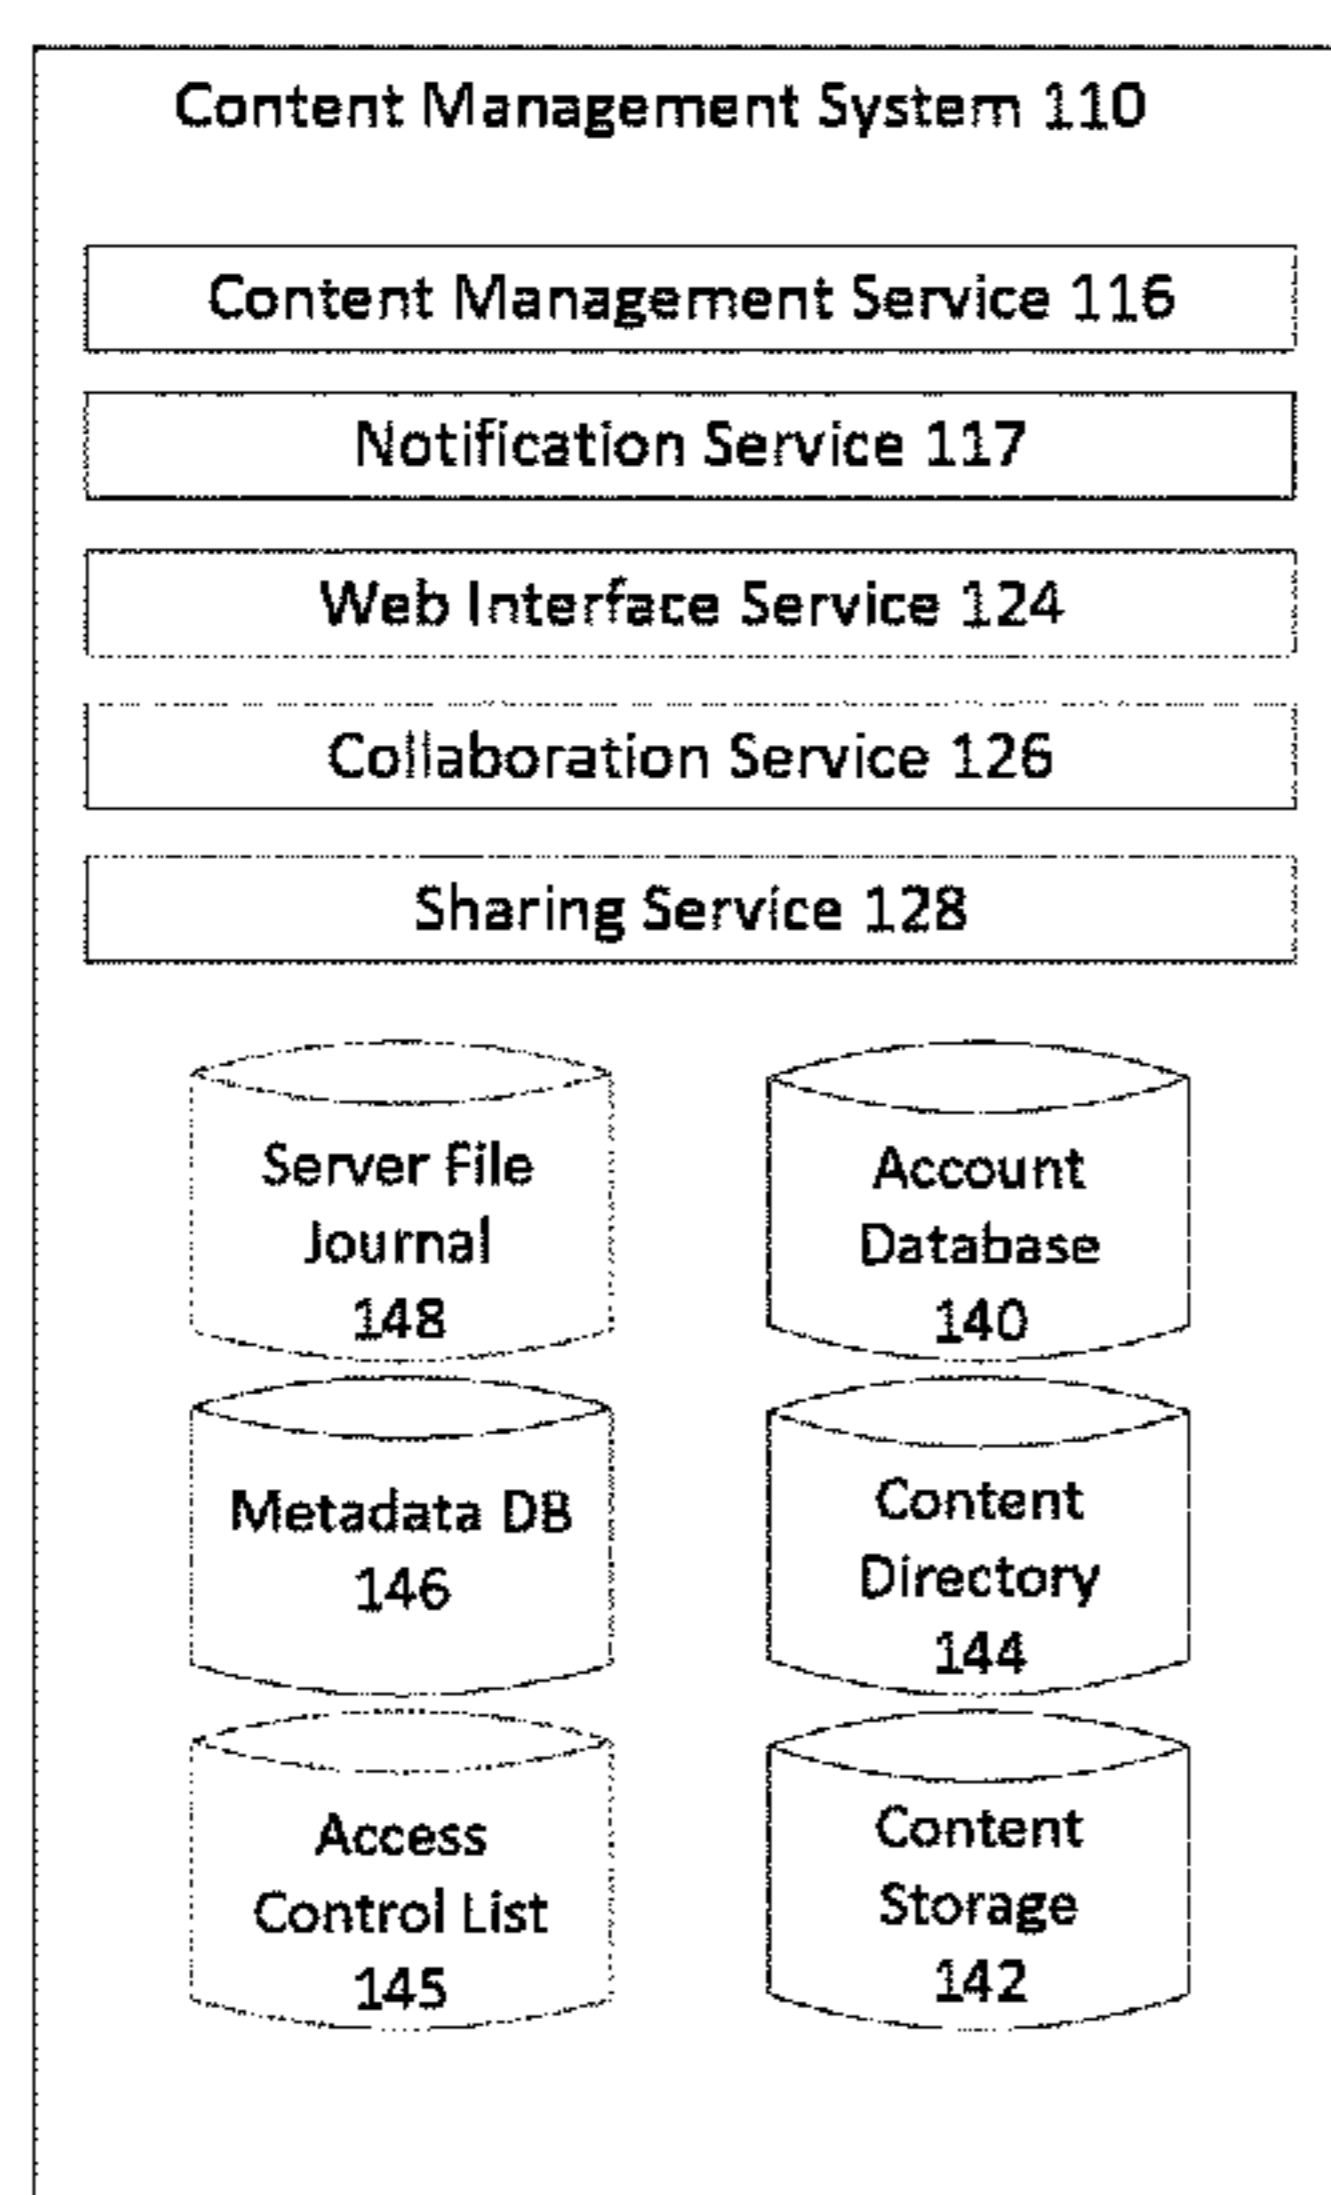 Content Management System 110
Content Management Service 116
Notification Service 117
Web Interface Service 124
Collaboration Service 126
Sharing Service 128
Server File
Journal
148
Account
Database
140
Metadata DB
146
Content
Directory
144
Access
Control List
145
Content
Storage
142